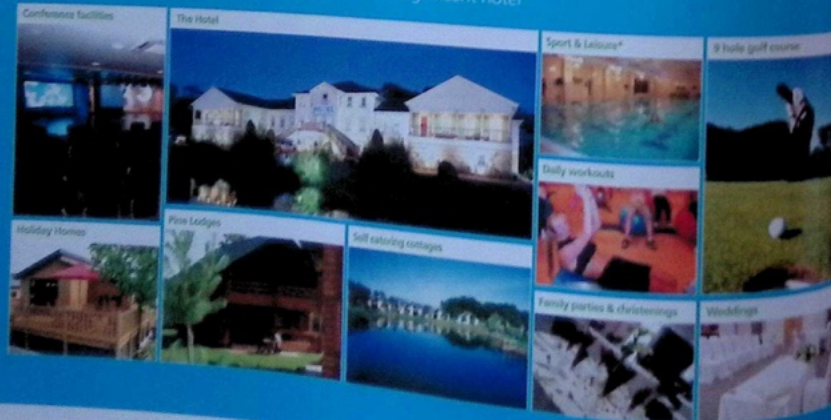 Hotel
Conference facilities
The Hotel
Sport & Leisure*
9 hole golf course
Daily workouts
Holiday Homes
Pine Lodges
Self catering cottages
Family parties & christenings
Weddings